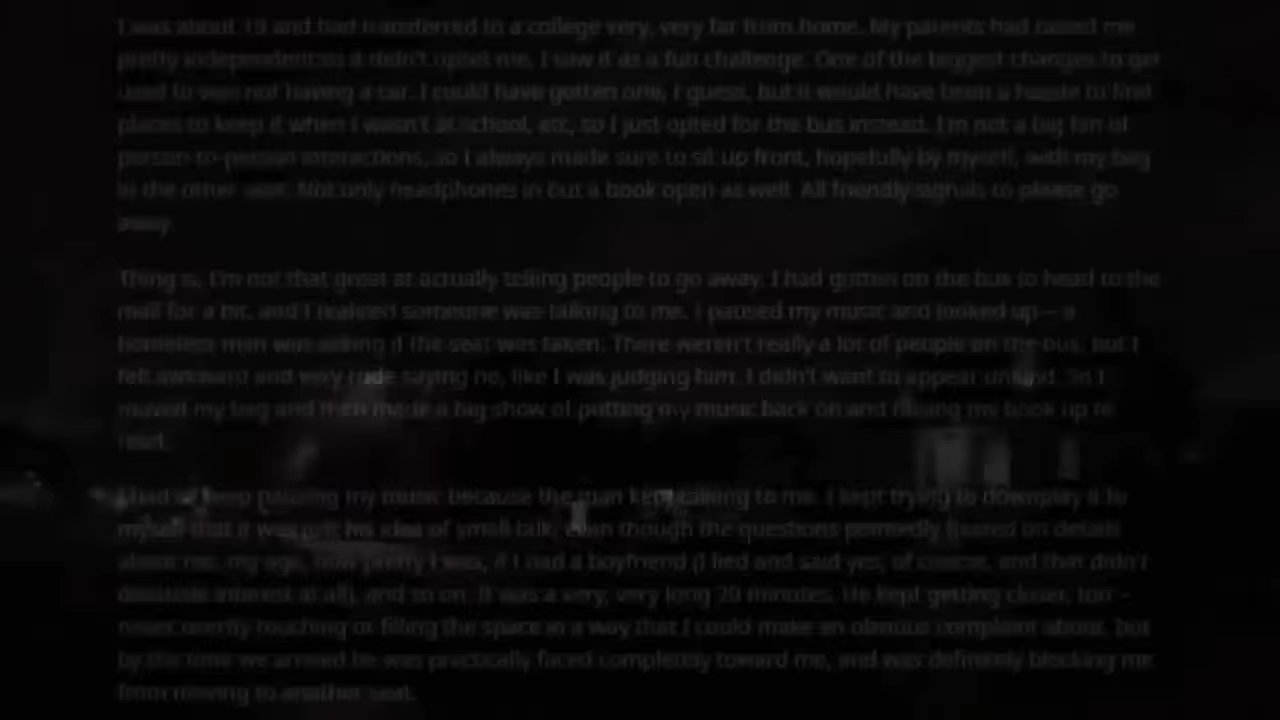 I was about 19 and had transferred to a college very, very far from home. My parents had raised me
pretty independent so it didn't upset me, I saw it as a fun challenge. One of the biggest changes to get
used to was not having a car. I could have gotten one, I guess, but it would have been a hassle to find
places to keep it when I wasn't at school, etc, so I just opted for the bus instead. I'm not a big fan of
person-to-person interactions, so I always made sure to sit up front, hopefully by myself, with my bag
in the other seat. Not only headphones in but a book open as well. All friendly signals to please go
away.
Thing is, I'm not that great at actually telling people to go away. I had gotten on the bus to head to the
mall for a bit, and I realized someone was talking to me. I paused my music and looked up – a
homeless man was asking if the seat was taken. There weren't really a lot of people on the bus, but I
felt awkward and very rude saying no, like I was judging him. I didn't want to appear unkind. So I
moved my bag and then made a big show of putting my music back on and raising my book up to
read.
I had to keep pausing my music because the man kept talking to me. I kept trying to downplay it to
myself that it was just his idea of small talk, even though the questions pointedly on details
about me, my age, how pretty I was, if I had a boyfriend (I lied and said yes, of course, and that didn't
interest at all), and so on. It was a very, very long 20 minutes. He kept getting closer, too –
never overtly touching or filling the space in a way that I could make an obvious complaint about, but
by the time we arrived he was practically faced completely toward me, and was definitely blocking me
from moving to another seat.